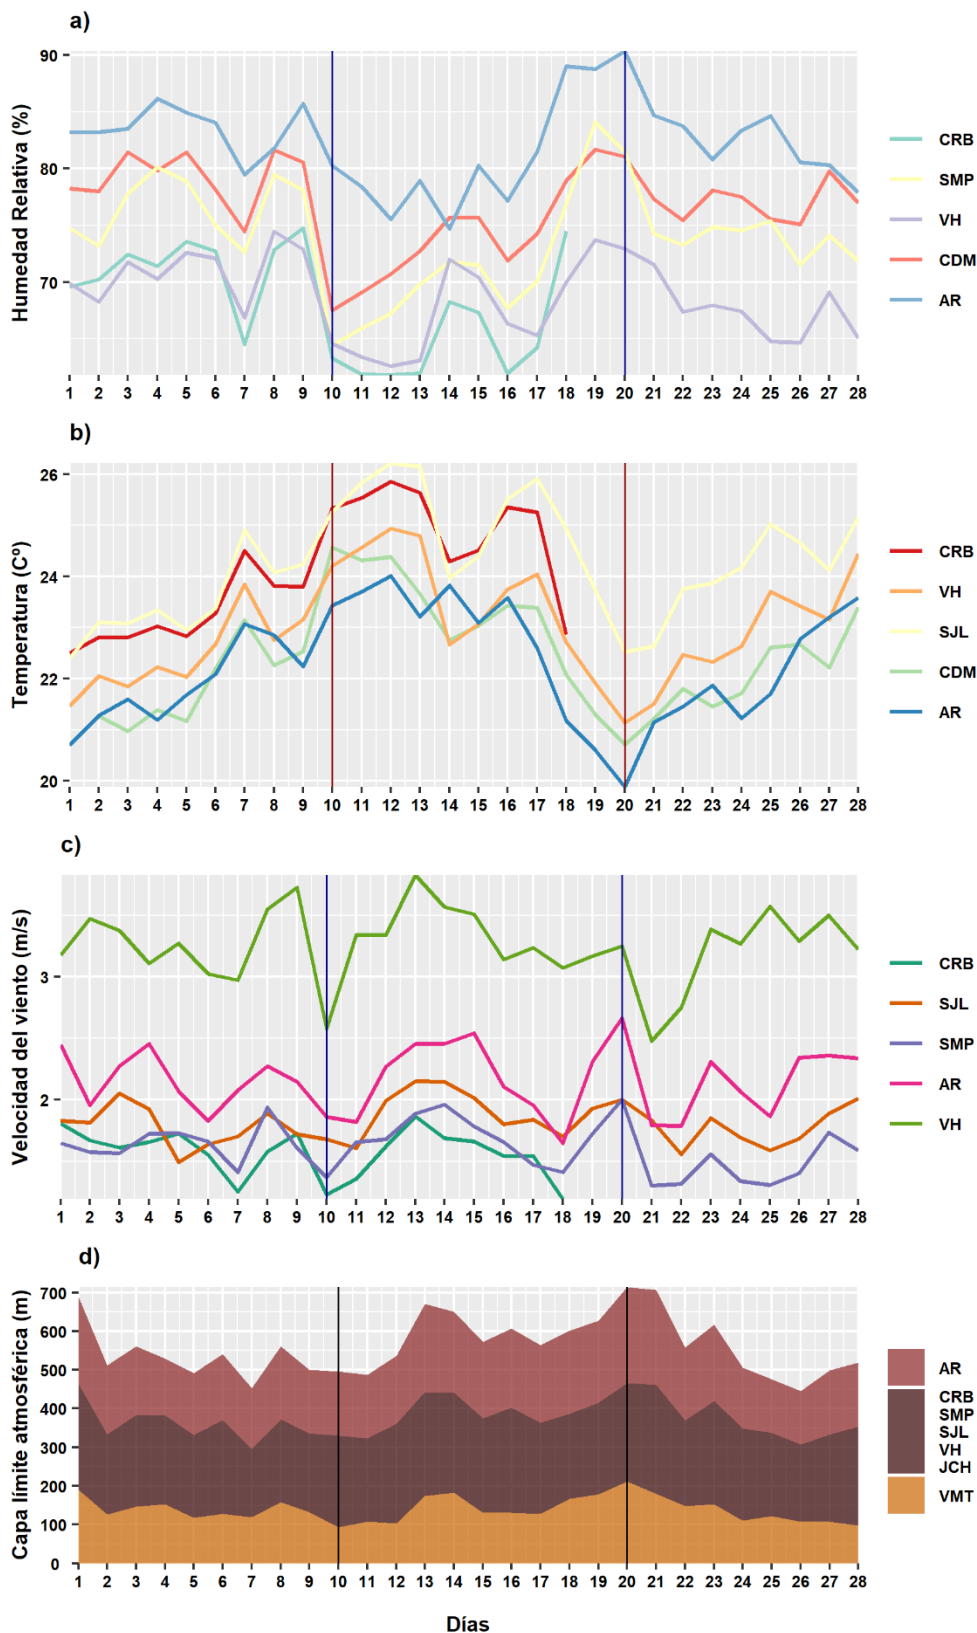 a)
Humedad Relativa (%)
90
80
70
1 2 3 4 5 6 7 8 9 10 11 12 13 14 15 16 17 18 19 20 21 22 23 24 25 26 27 28
CRB
SMP
VH
CDM
AR
b)
Temperatura (Cº)
26
24
22
20
1 2 3 4 5 6 7 8 9 10 11 12 13 14 15 16 17 18 19 20 21 22 23 24 25 26 27 28
CRB
VH
SJL
CDM
AR
c)
Velocidad del viento (m/s)
3
2
1 2 3 4 5 6 7 8 9 10 11 12 13 14 15 16 17 18 19 20 21 22 23 24 25 26 27 28
CRB
SJL
SMP
AR
VH
d)
Capa limite atmosférica (m)
700
600
500
400
300
200
100
0
1 2 3 4 5 6 7 8 9 10 11 12 13 14 15 16 17 18 19 20 21 22 23 24 25 26 27 28
AR
CRB
SMP
SJL
VH
JCH
VMT
Días